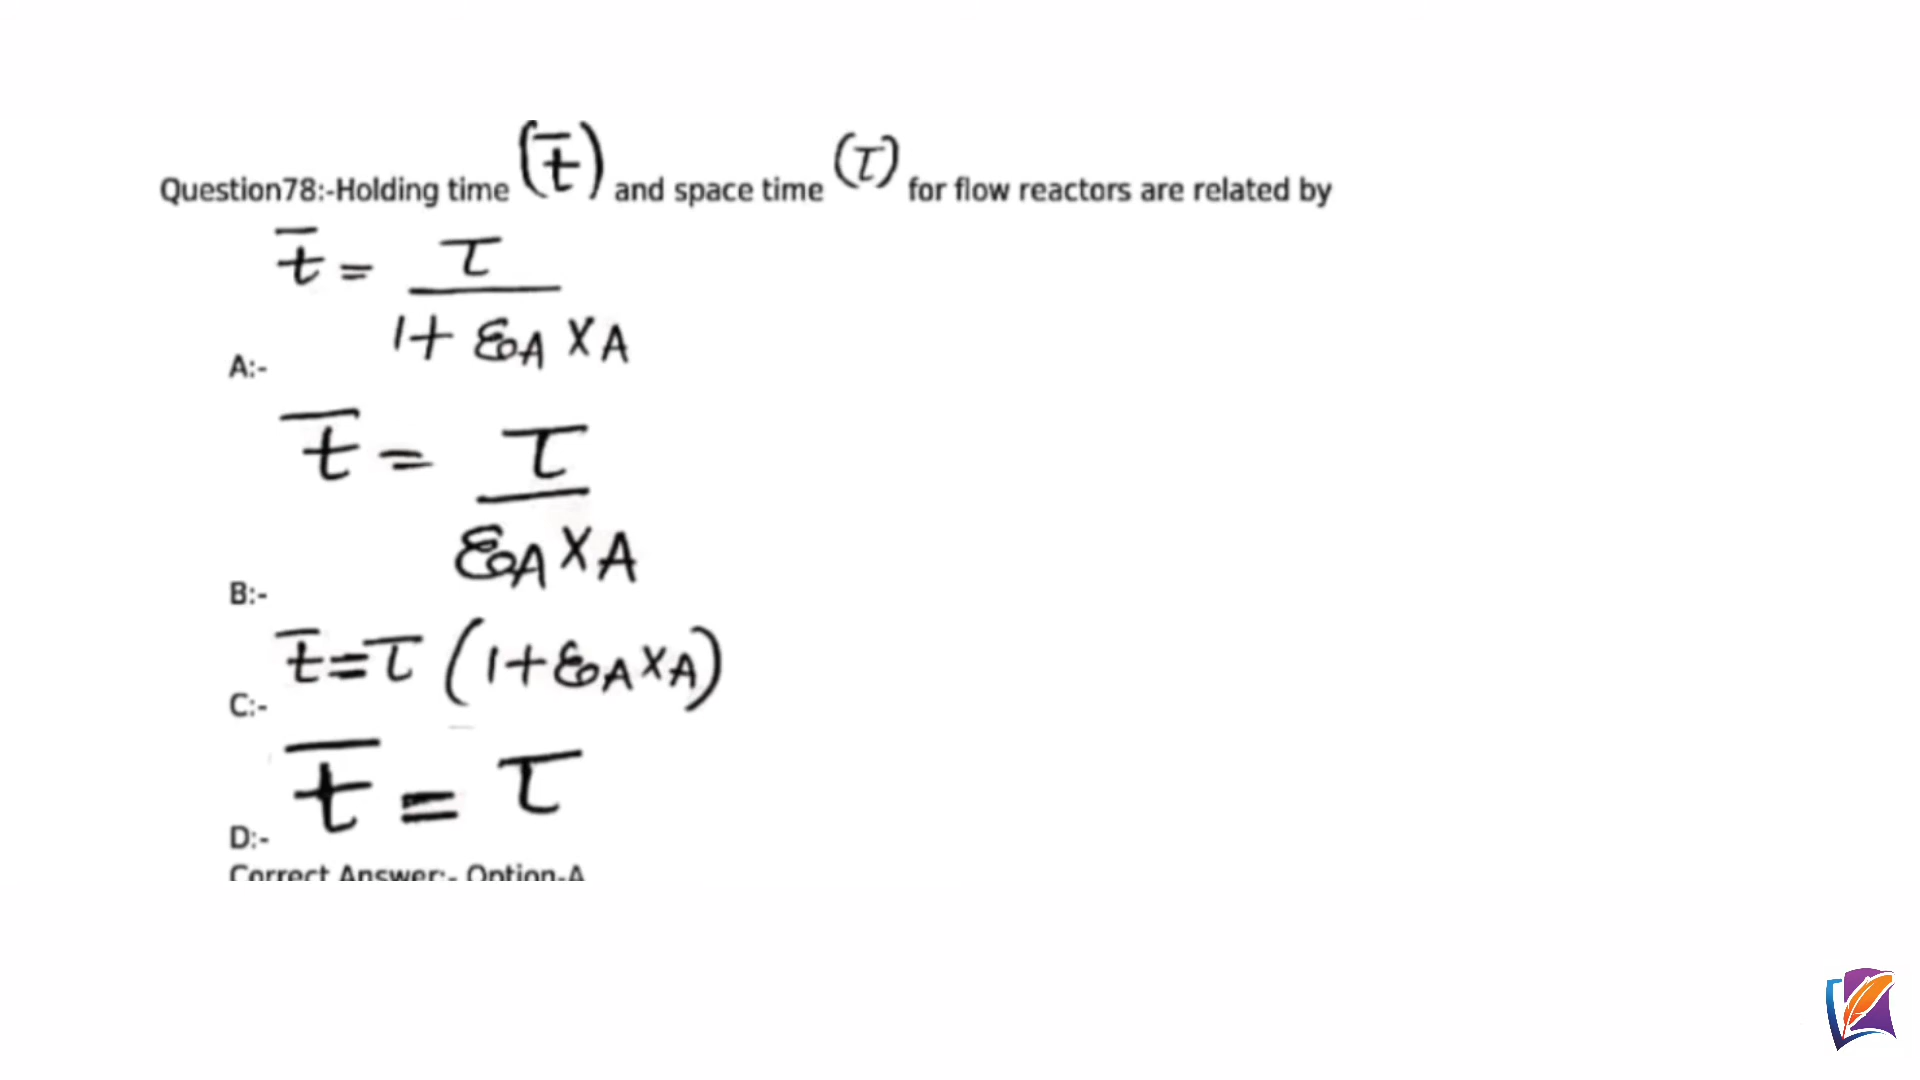 Question78:-Holding time (t̅) and space time (τ) for flow reactors are related by
A:- t̅ = τ / (1 + εA XA)
B:- t̅ = τ / (εA XA)
C:- t̅ = τ (1 + εA XA)
D:- t̅ = τ
Correct Answer:- Option-A